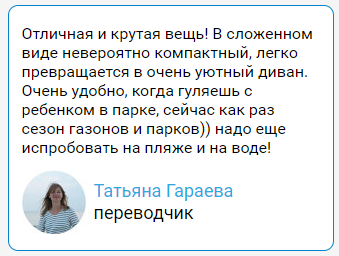 Отличная и крутая вещь! В сложенном
виде невероятно компактный, легко
превращается в очень уютный диван.
Очень удобно, когда гуляешь с
ребенком в парке, сейчас как раз
сезон газонов и парков)) надо еще
испробовать на пляже и на воде!
Татьяна Гараева
переводчик